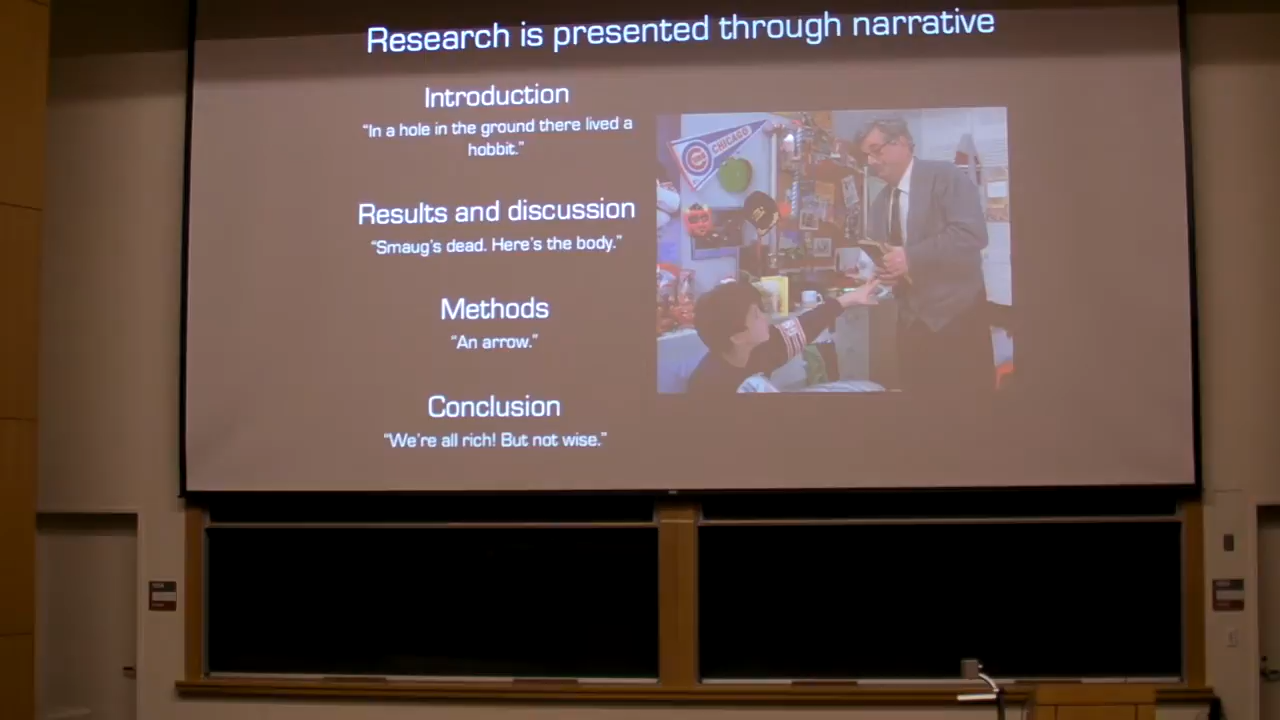 Research is presented through narrative
Introduction
“In a hole in the ground there lived a
hobbit.”
Results and discussion
“Smaug’s dead. Here’s the body.”
Methods
“An arrow.”
Conclusion
“We’re all rich! But not wise.”
CHICAGO